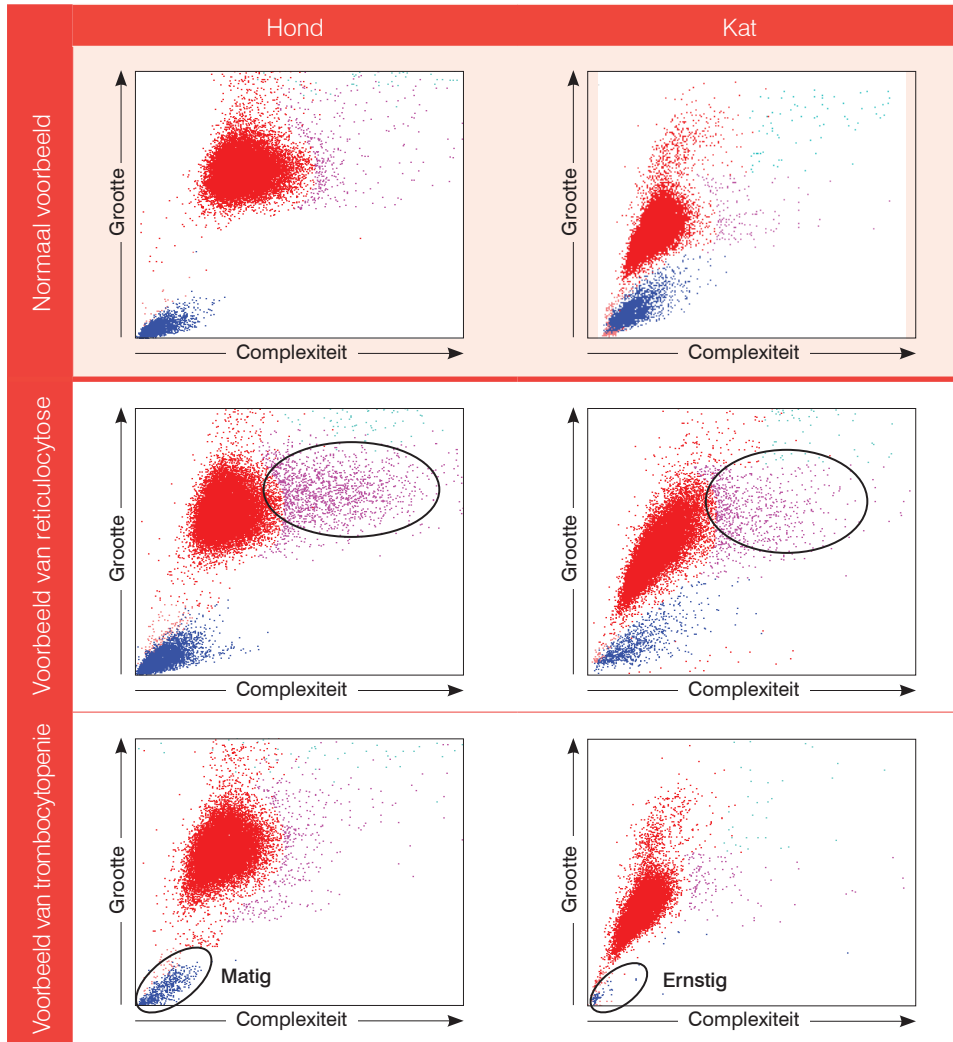 Hond
Kat
Normaal voorbeeld
Grootte
Complexiteit
Grootte
Complexiteit
Voorbeeld van reticulocytose
Grootte
Complexiteit
Grootte
Complexiteit
Voorbeeld van trombocytopenie
Grootte
Matig
Complexiteit
Grootte
Ernstig
Complexiteit